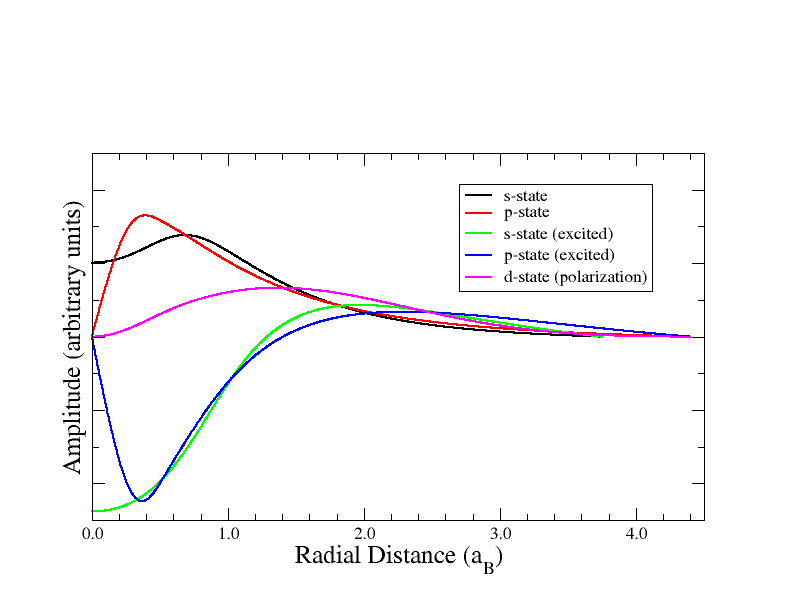 s-state
p-state
s-state (excited)
p-state (excited)
d-state (polarization)
Amplitude (arbitrary units)
0.0 1.0 2.0 3.0 4.0
Radial Distance (a_B)